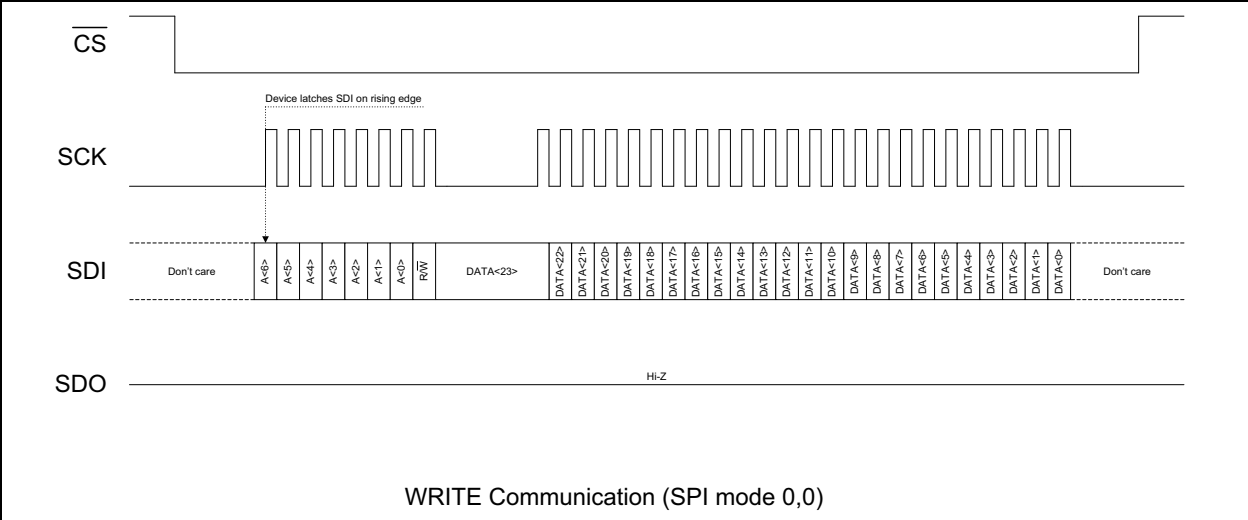 CS
Device latches SDI on rising edge
SCK
SDI
Don't care
A<6>
A<5>
A<4>
A<3>
A<2>
A<1>
A<0>
R/W
DATA<23>
DATA<22>
DATA<21>
DATA<20>
DATA<19>
DATA<18>
DATA<17>
DATA<16>
DATA<15>
DATA<14>
DATA<13>
DATA<12>
DATA<11>
DATA<10>
DATA<9>
DATA<8>
DATA<7>
DATA<6>
DATA<5>
DATA<4>
DATA<3>
DATA<2>
DATA<1>
DATA<0>
Don't care
SDO
Hi-Z
WRITE Communication (SPI mode 0,0)